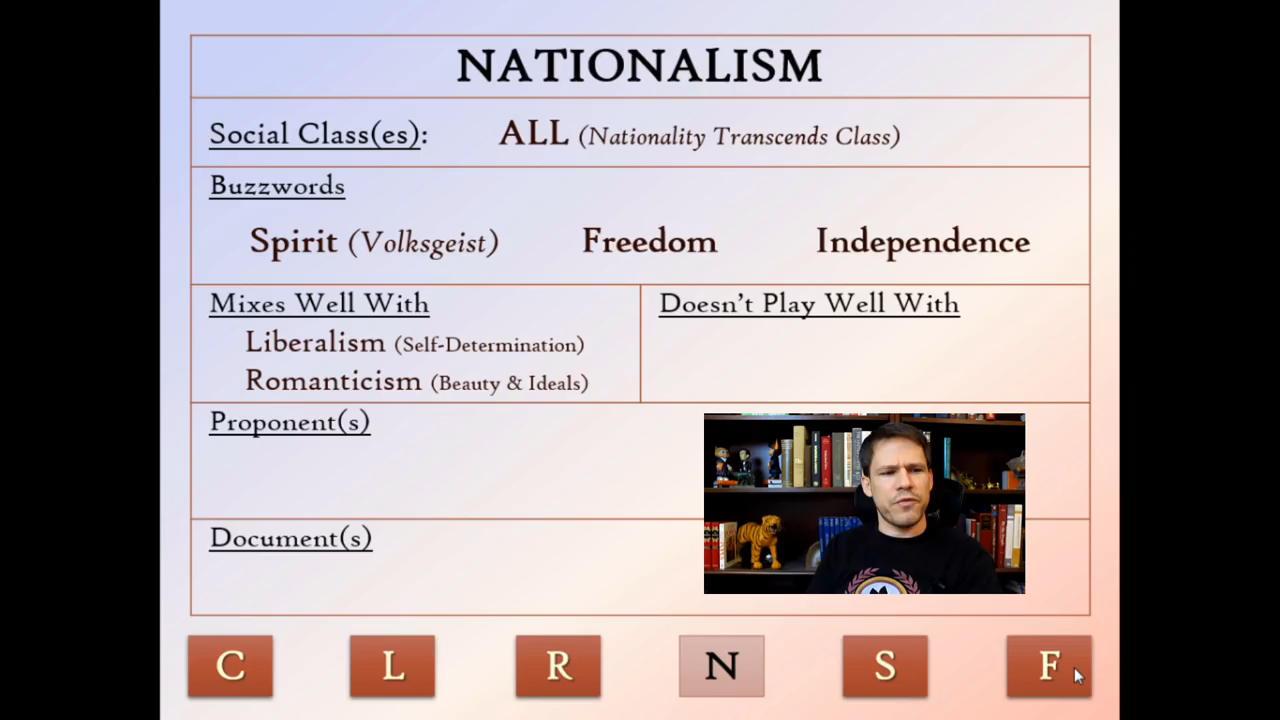 NATIONALISM
Social Class(es): ALL (Nationality Transcends Class)
Buzzwords
Spirit (Volksgeist) Freedom Independence
Mixes Well With
Liberalism (Self-Determination)
Romanticism (Beauty & Ideals)
Doesn't Play Well With
Proponent(s)
Document(s)
C L R N S F